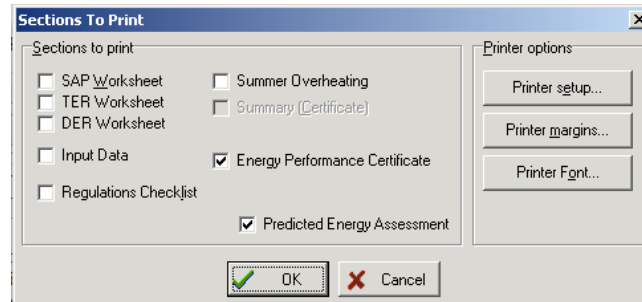 Sections To Print
Sections to print
SAP Worksheet
TER Worksheet
DER Worksheet
Input Data
Regulations Checklist
Summer Overheating
Summary (Certificate)
Energy Performance Certificate
Predicted Energy Assessment
Printer options
Printer setup...
Printer margins...
Printer Font...
OK
Cancel